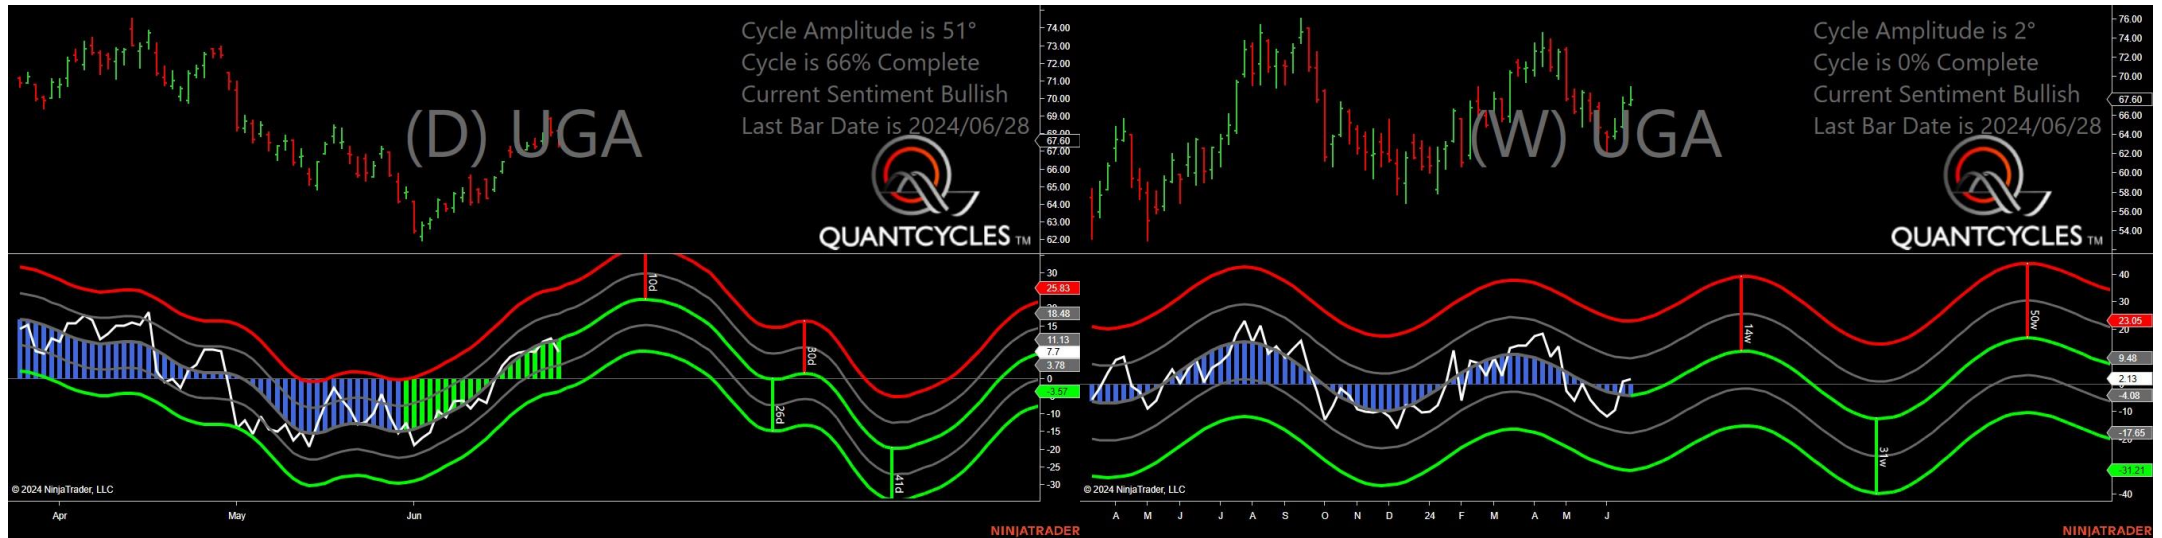 Cycle Amplitude is 51°
Cycle is 66% Complete
Current Sentiment Bullish
Last Bar Date is 2024/06/28
(D) UGA
QUANTCYCLES TM
74.00
73.00
72.00
71.00
70.00
69.00
68.00
67.60
67.00
66.00
65.00
64.00
63.00
62.00
30
25.83
18.48
15
11.13
7.7
3.78
0
-3.57
-10
-15
-20
-25
-30
10d
26d
30d
41d
© 2024 NinjaTrader, LLC
Apr May Jun
NINJATRADER
Cycle Amplitude is 2°
Cycle is 0% Complete
Current Sentiment Bullish
Last Bar Date is 2024/06/28
(W) UGA
QUANTCYCLES TM
76.00
74.00
72.00
70.00
67.60
66.00
64.00
62.00
60.00
58.00
56.00
54.00
40
30
23.05
20
9.48
2.13
-4.08
-10
-17.65
-31.21
-40
14w
31w
50w
© 2024 NinjaTrader, LLC
A M J J A S O N D 24 F M A M J
NINJATRADER